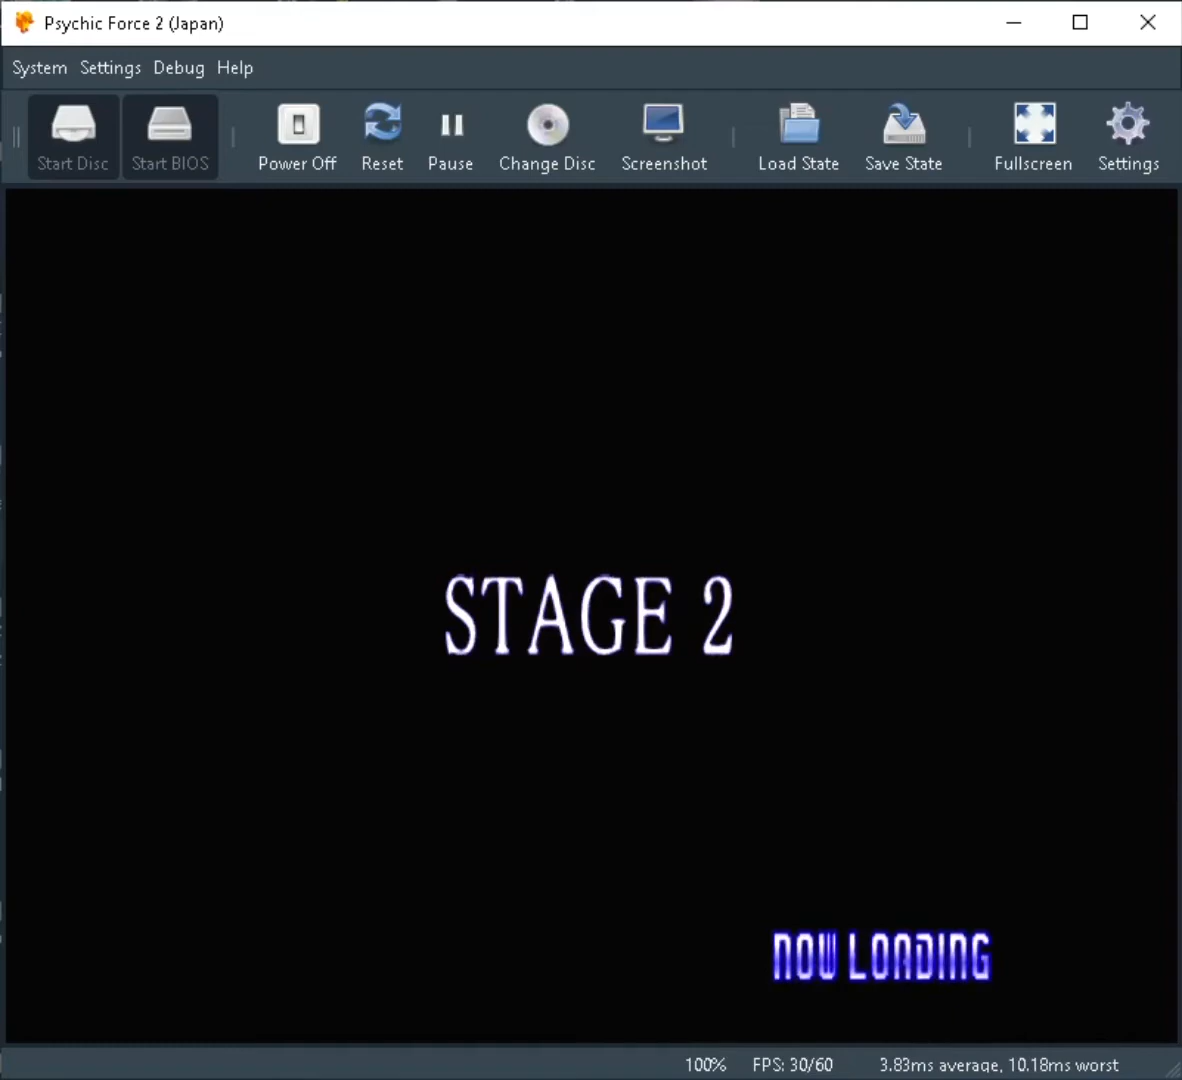 Psychic Force 2 (Japan)
System Settings Debug Help
Start Disc Start BIOS Power Off Reset Pause Change Disc Screenshot Load State Save State Fullscreen Settings
STAGE 2
NOW LOADING
100% FPS: 30/60 3.83ms average, 10.18ms worst